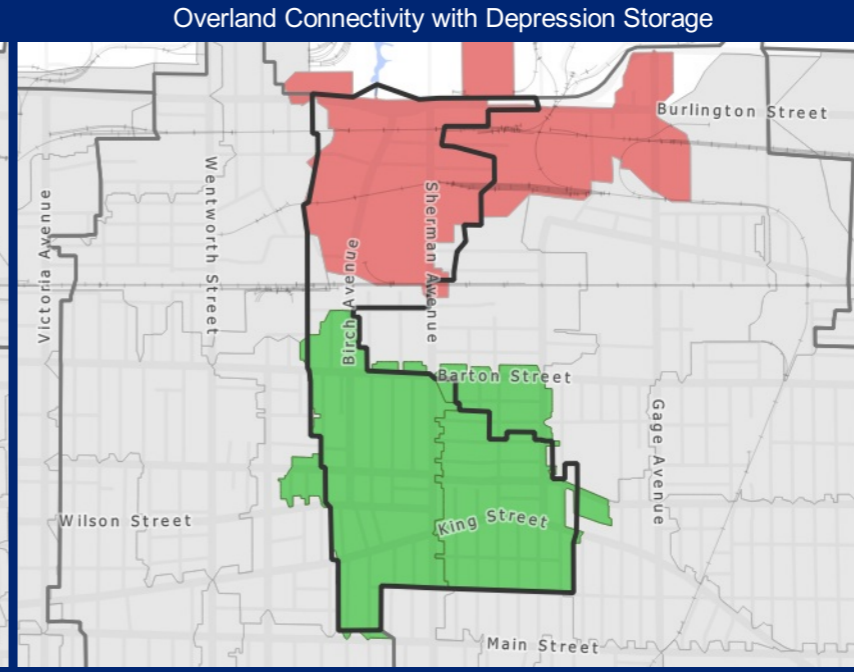 Overland Connectivity with Depression Storage
Burlington Street
Wentworth Street
Sherman Avenue
Victoria Avenue
Birch Avenue
Barton Street
Gage Avenue
King Street
Wilson Street
Main Street